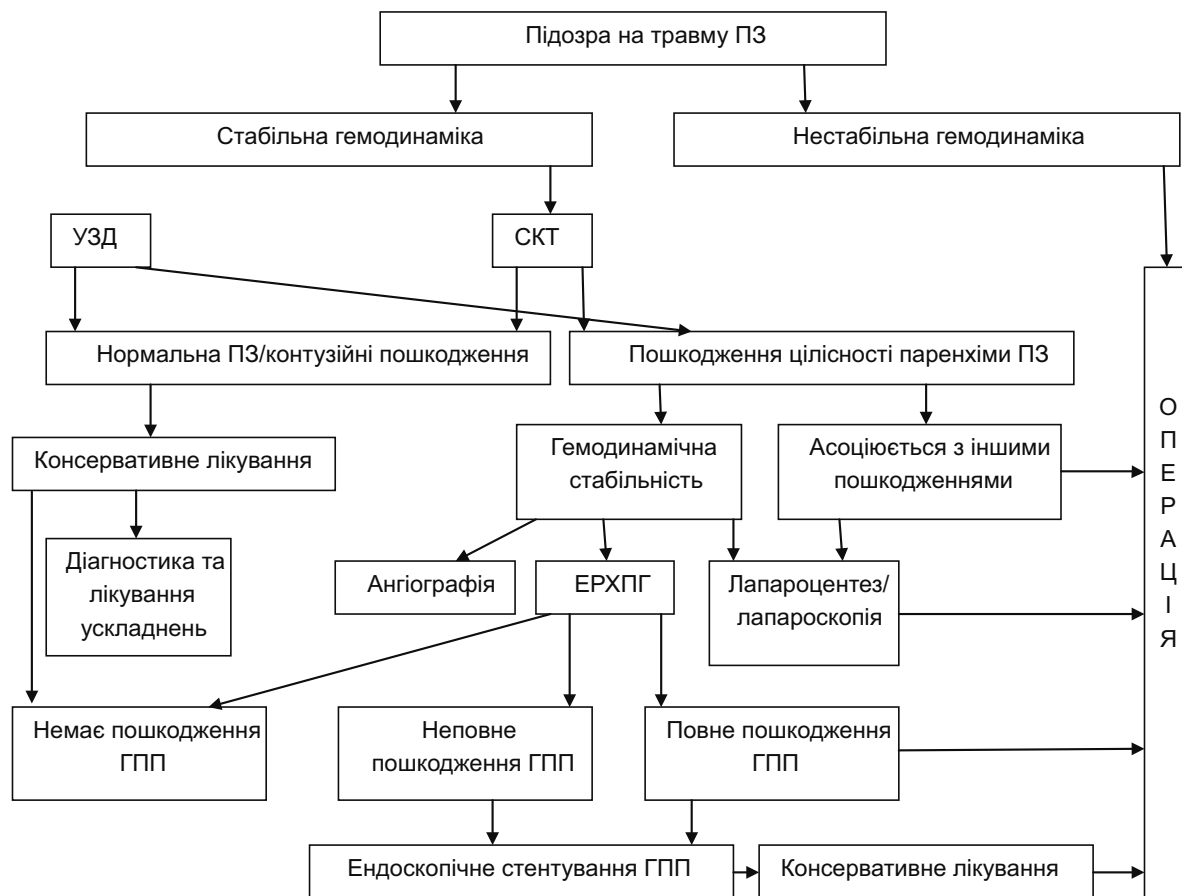 Підозра на травму ПЗ
Стабільна гемодинаміка
Нестабільна гемодинаміка
УЗД
СКТ
Нормальна ПЗ/контузійні пошкодження
Пошкодження цілісності паренхіми ПЗ
Консервативне лікування
Гемодинамічна
стабільність
Асоціюється з іншими
пошкодженнями
Діагностика та
лікування
ускладнень
Ангіографія
ЕРХПГ
Лапароцентез/
лапароскопія
Немає пошкодження
ГПП
Неповне
пошкодження ГПП
Повне пошкодження
ГПП
Ендоскопічне стентування ГПП
Консервативне лікування
О
П
Е
Р
А
Ц
І
Я